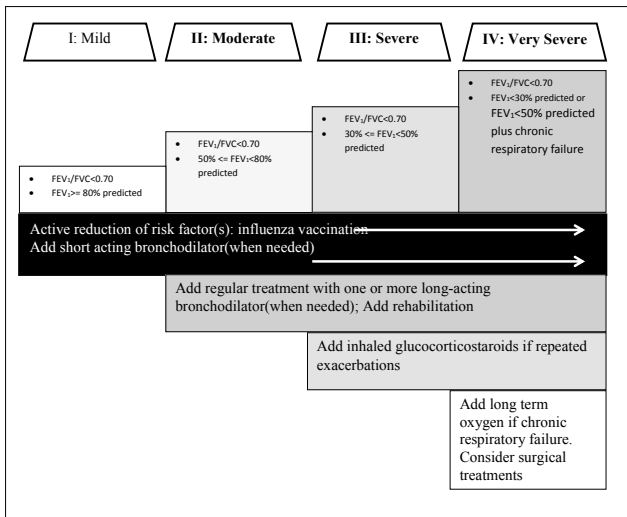 I: Mild
II: Moderate
III: Severe
IV: Very Severe
• FEV₁/FVC<0.70
• FEV₁>= 80% predicted
• FEV₁/FVC<0.70
• 50% <= FEV₁<80%
predicted
• FEV₁/FVC<0.70
• 30% <= FEV₁<50%
predicted
• FEV₁/FVC<0.70
• FEV₁<30% predicted or
FEV₁<50% predicted
plus chronic
respiratory failure
Active reduction of risk factor(s): influenza vaccination
Add short acting bronchodilator(when needed)
Add regular treatment with one or more long-acting
bronchodilator(when needed); Add rehabilitation
Add inhaled glucocorticostaroids if repeated
exacerbations
Add long term
oxygen if chronic
respiratory failure.
Consider surgical
treatments